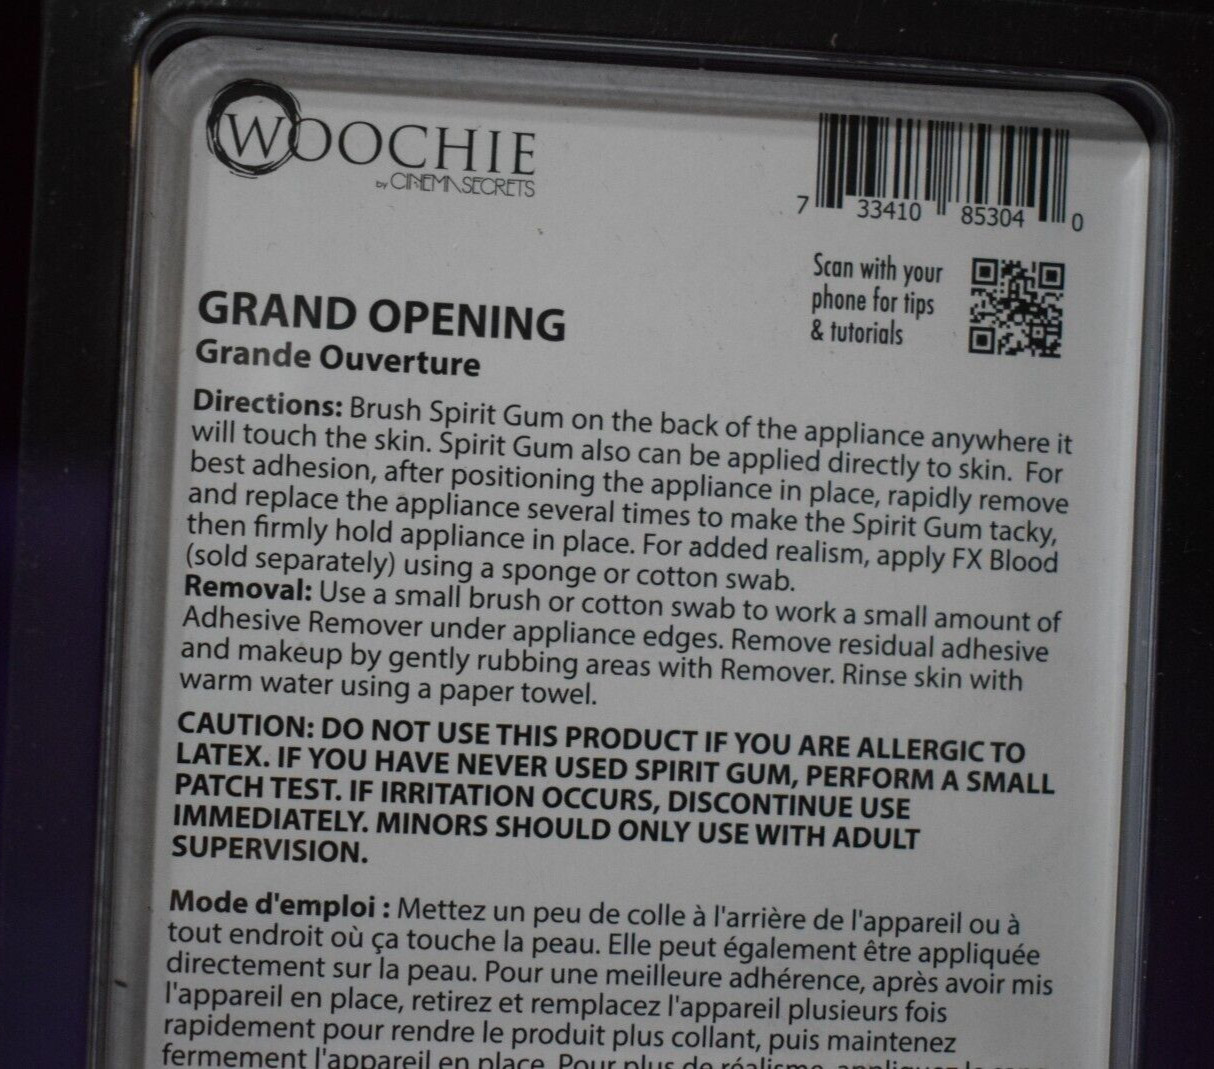 WOOCHIE
by CINEMA SECRETS
7 33410 85304 0
Scan with your
phone for tips
& tutorials
GRAND OPENING
Grande Ouverture
Directions: Brush Spirit Gum on the back of the appliance anywhere it
will touch the skin. Spirit Gum also can be applied directly to skin. For
best adhesion, after positioning the appliance in place, rapidly remove
and replace the appliance several times to make the Spirit Gum tacky,
then firmly hold appliance in place. For added realism, apply FX Blood
(sold separately) using a sponge or cotton swab.
Removal: Use a small brush or cotton swab to work a small amount of
Adhesive Remover under appliance edges. Remove residual adhesive
and makeup by gently rubbing areas with Remover. Rinse skin with
warm water using a paper towel.
CAUTION: DO NOT USE THIS PRODUCT IF YOU ARE ALLERGIC TO
LATEX. IF YOU HAVE NEVER USED SPIRIT GUM, PERFORM A SMALL
PATCH TEST. IF IRRITATION OCCURS, DISCONTINUE USE
IMMEDIATELY. MINORS SHOULD ONLY USE WITH ADULT
SUPERVISION.
Mode d'emploi : Mettez un peu de colle à l'arrière de l'appareil ou à
tout endroit où ça touche la peau. Elle peut également être appliquée
directement sur la peau. Pour une meilleure adhérence, après avoir mis
l'appareil en place, retirez et remplacez l'appareil plusieurs fois
rapidement pour rendre le produit plus collant, puis maintenez
fermement l'appareil en place. Pour plus de réalisme, appliquez le